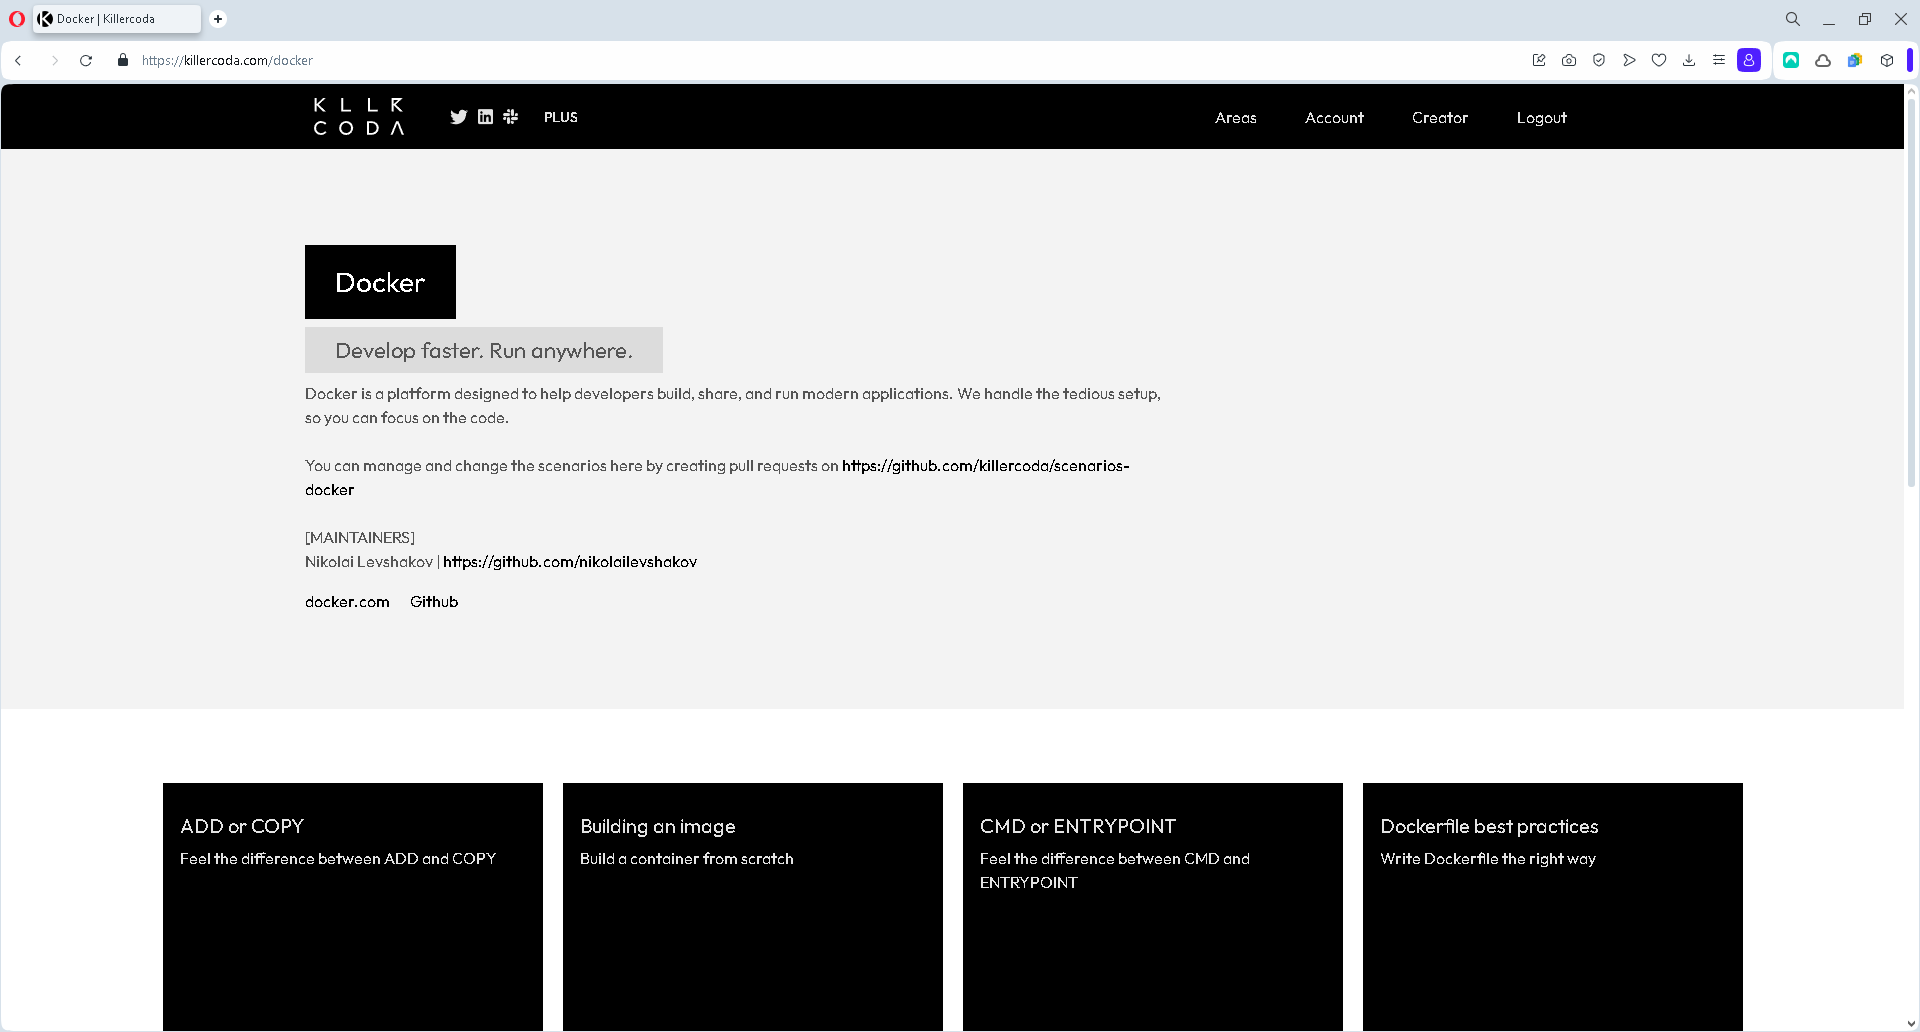 Docker | Killercoda
https://killercoda.com/docker
KLLR
CODA
PLUS
Areas
Account
Creator
Logout
Docker
Develop faster. Run anywhere.
Docker is a platform designed to help developers build, share, and run modern applications. We handle the tedious setup,
so you can focus on the code.
You can manage and change the scenarios here by creating pull requests on https://github.com/killercoda/scenarios-
docker
[MAINTAINERS]
Nikolai Levshakov | https://github.com/nikolailevshakov
docker.com Github
ADD or COPY
Feel the difference between ADD and COPY
Building an image
Build a container from scratch
CMD or ENTRYPOINT
Feel the difference between CMD and
ENTRYPOINT
Dockerfile best practices
Write Dockerfile the right way